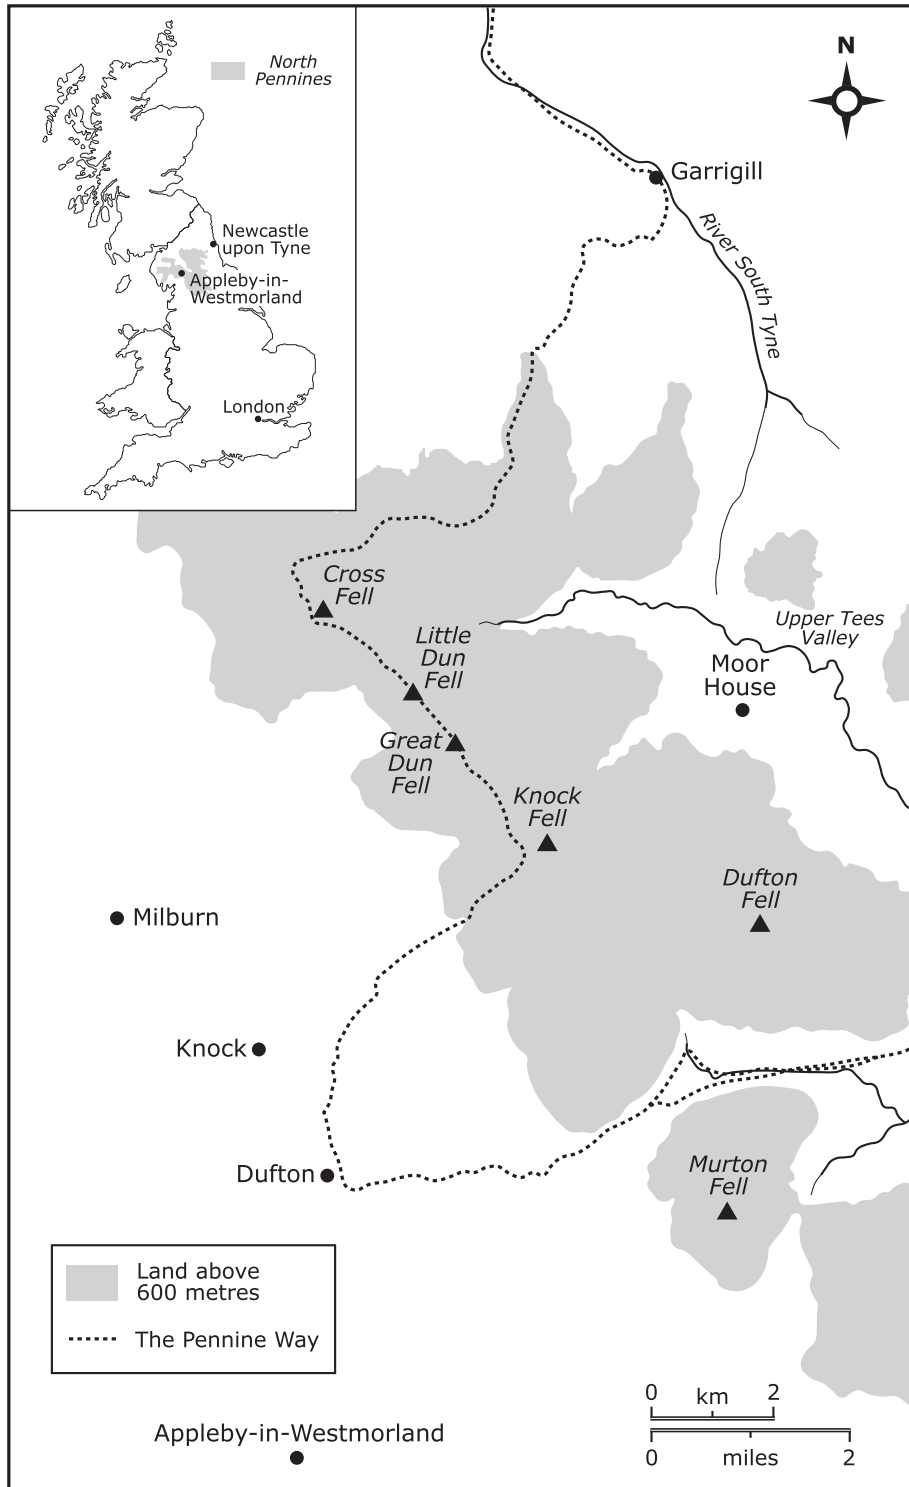 North
Pennines
Newcastle
upon Tyne
Appleby-in-
Westmorland
London
N
Garrigill
River South Tyne
Cross
Fell
Little
Dun
Fell
Great
Dun
Fell
Upper Tees
Valley
Moor
House
Knock
Fell
Dufton
Fell
Milburn
Knock
Dufton
Murton
Fell
Land above
600 metres
The Pennine Way
Appleby-in-Westmorland
0 km 2
0 miles 2